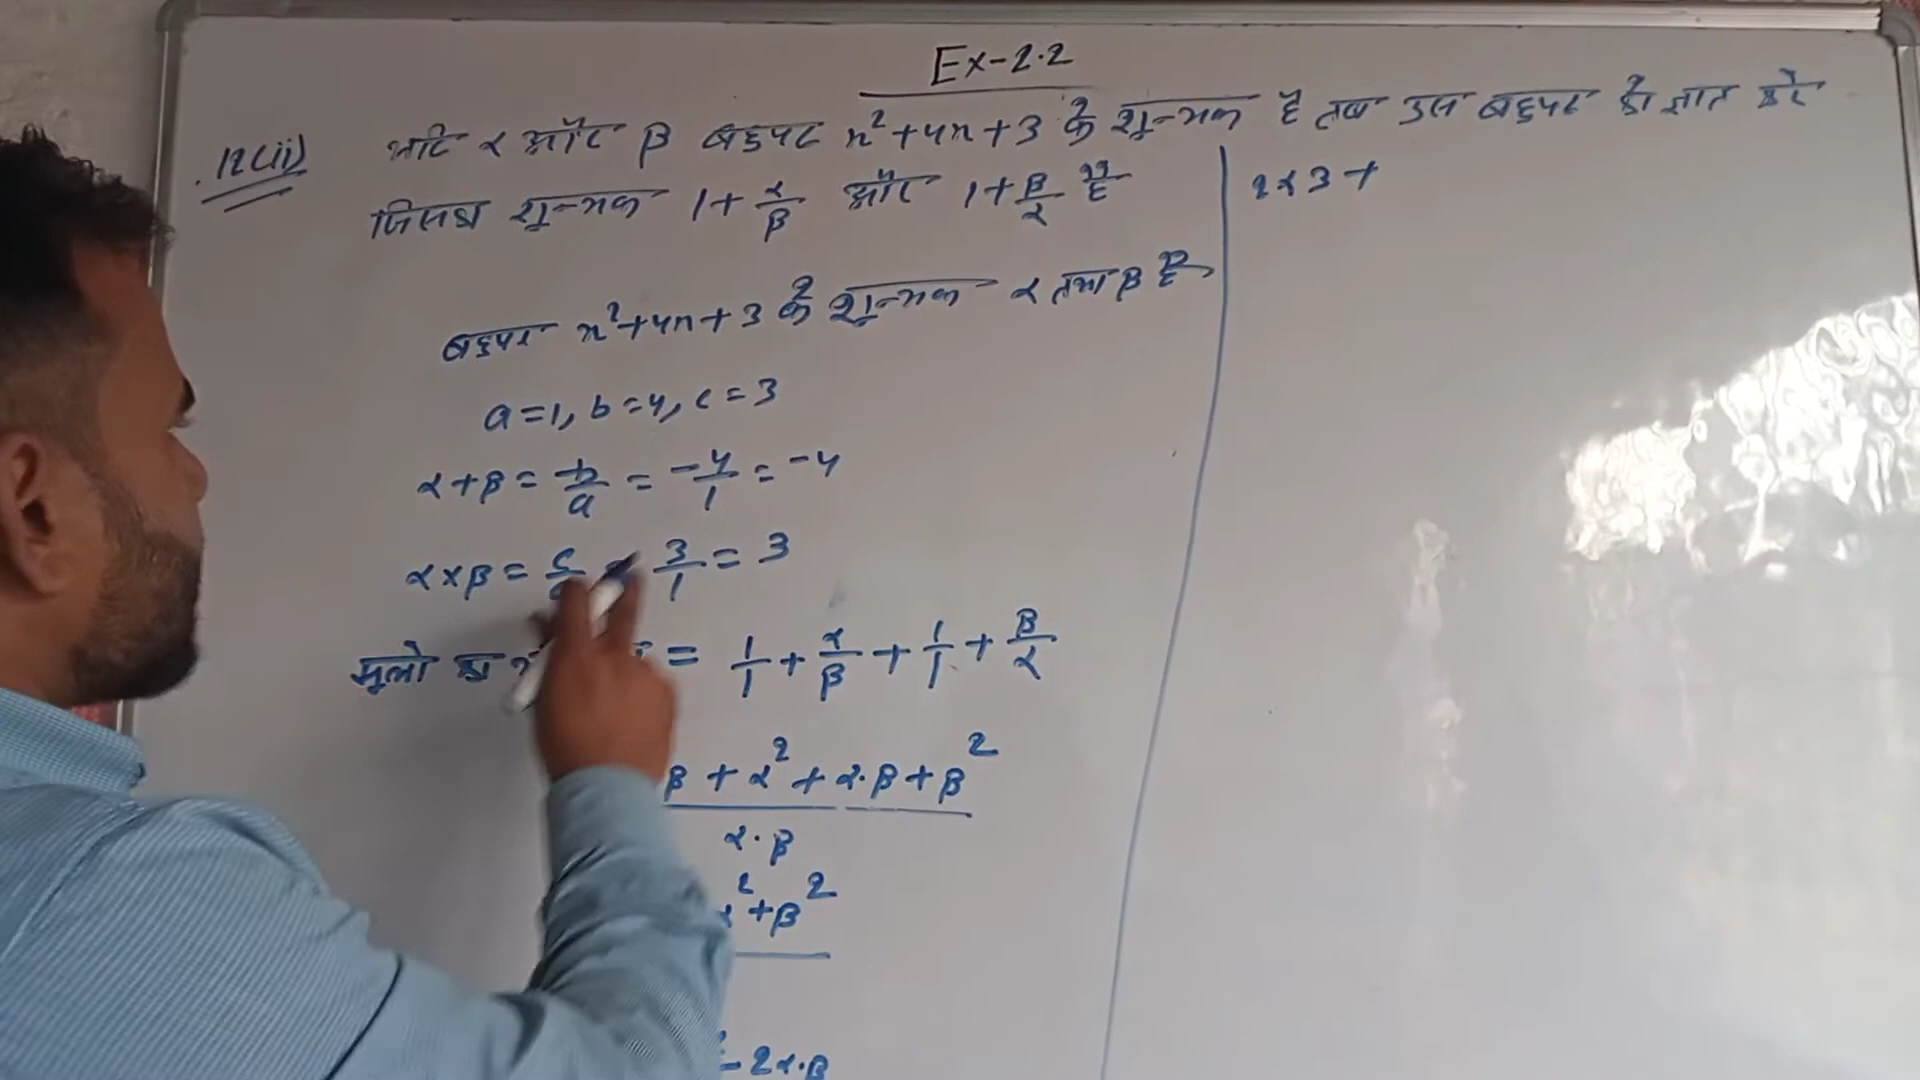 Ex-2.2
12(ii) यदि α और β बहुपद x²+4x+3 के शून्यक है तब उस बहुपद को ज्ञात करे
जिसका शून्यक 1+α/β और 1+β/α है
बहुपद x²+4x+3 के शून्यक α तथा β है
a=1, b=4, c=3
α+β = -b/a = -4/1 = -4
α×β = c/a = 3/1 = 3
मूलो का = 1/1 + α/β + 1/1 + β/α
β + α² + α·β + β²
α·β
² + β²
- 2α·β
2×3 +